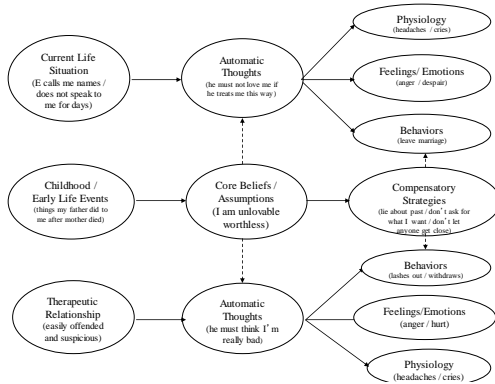 Physiology
(headaches / cries)
Current Life
Situation
(E calls me names /
does not speak to
me for days)
Automatic
Thoughts
(he must not love me if
he treats me this way)
Feelings/ Emotions
(anger / despair)
Behaviors
(leave marriage)
Childhood /
Early Life Events
(things my father did to
me after mother died)
Core Beliefs /
Assumptions
(I am unlovable
worthless)
Compensatory
Strategies
(lie about past / don't ask for
what I want / don't let
anyone get close)
Behaviors
(lashes out / withdraws)
Therapeutic
Relationship
(easily offended
and suspicious)
Automatic
Thoughts
(he must think I'm
really bad)
Feelings/Emotions
(anger / hurt)
Physiology
(headaches / cries)